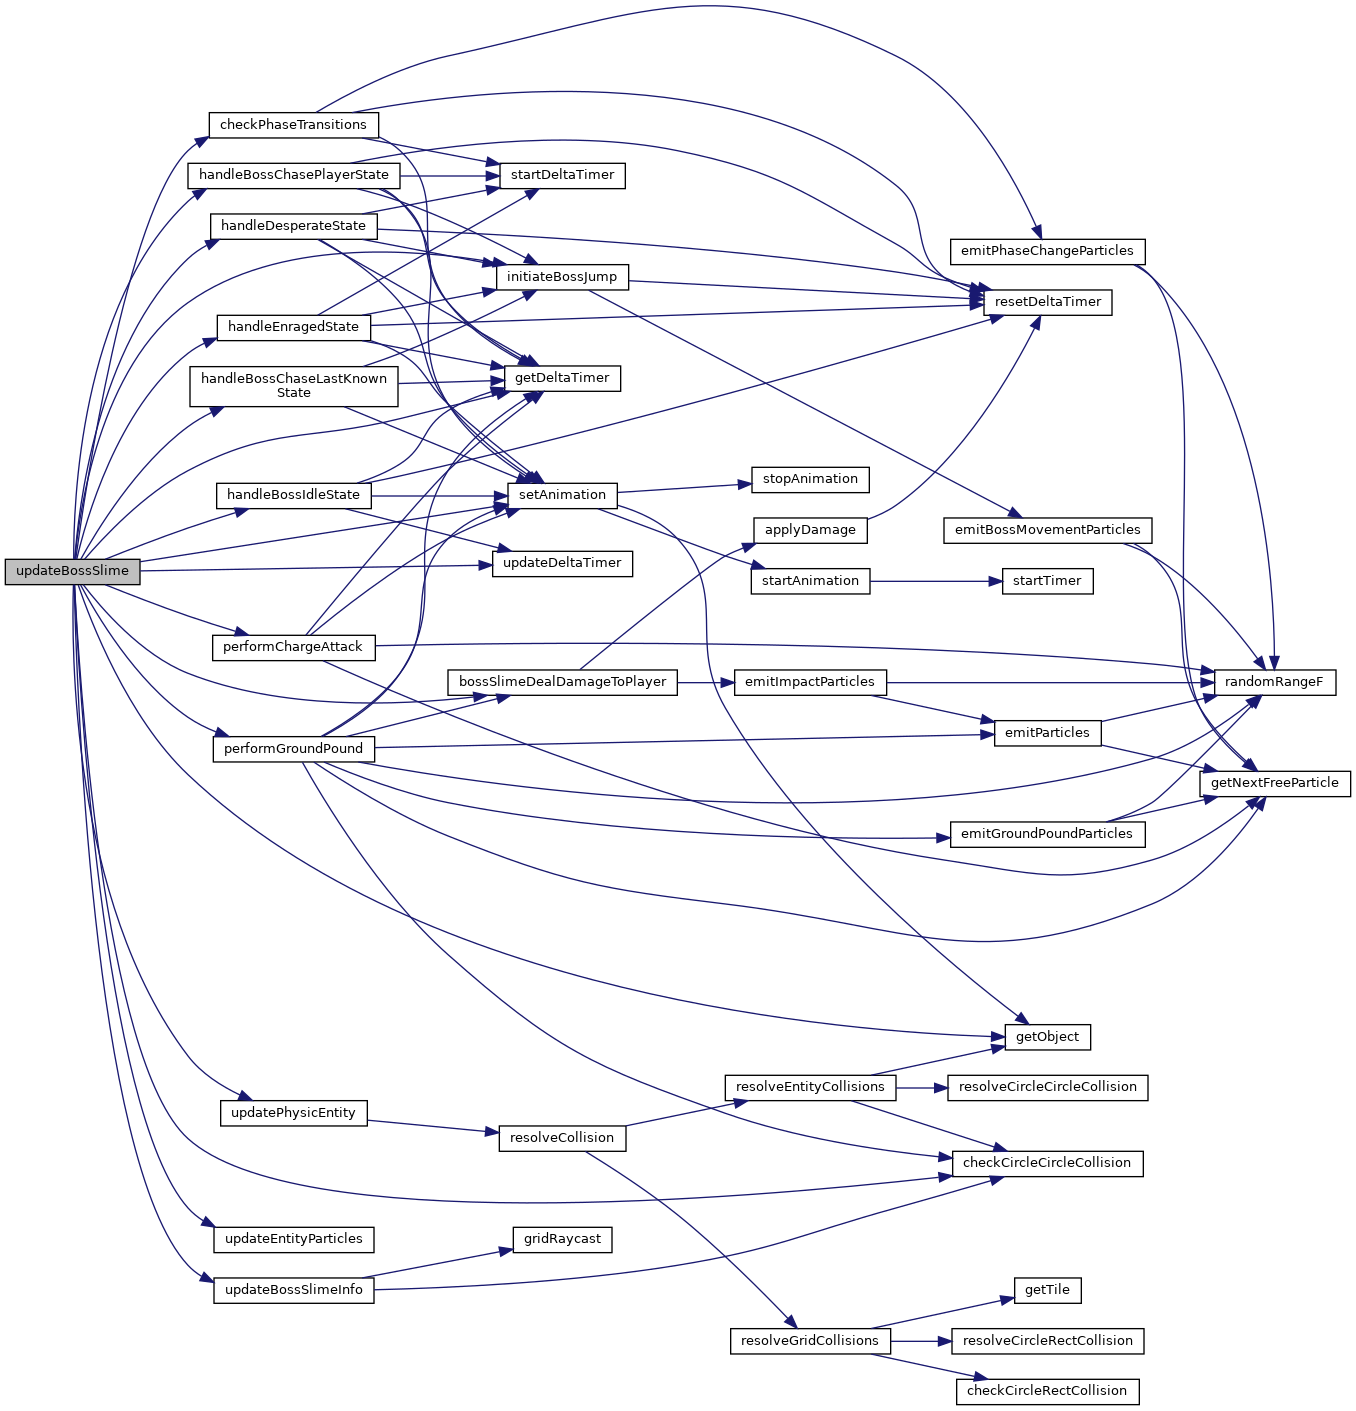 checkPhaseTransitions
handleBossChasePlayerState
startDeltaTimer
handleDesperateState
emitPhaseChangeParticles
initiateBossJump
resetDeltaTimer
handleEnragedState
handleBossChaseLastKnown
State
getDeltaTimer
stopAnimation
handleBossIdleState
setAnimation
applyDamage
emitBossMovementParticles
updateBossSlime
updateDeltaTimer
startAnimation
startTimer
performChargeAttack
bossSlimeDealDamageToPlayer
emitImpactParticles
randomRangeF
performGroundPound
emitParticles
getNextFreeParticle
emitGroundPoundParticles
getObject
resolveEntityCollisions
resolveCircleCircleCollision
updatePhysicEntity
resolveCollision
checkCircleCircleCollision
updateEntityParticles
gridRaycast
updateBossSlimeInfo
getTile
resolveGridCollisions
resolveCircleRectCollision
checkCircleRectCollision